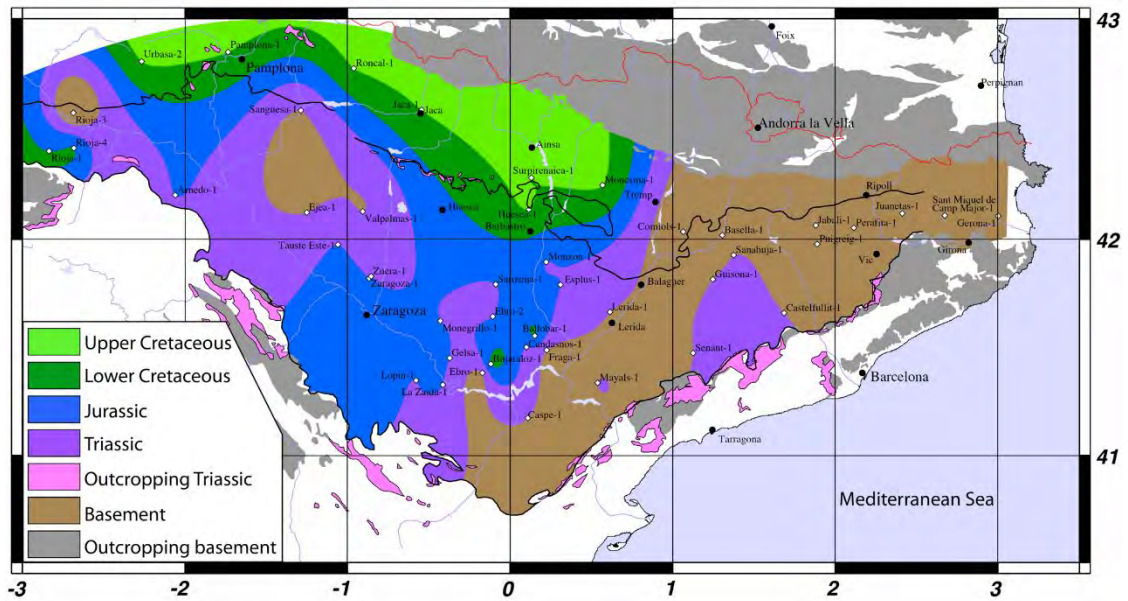 43
Foix
Pamplona-1
Urbasa-2
Pamplona
Roncal-1
Perpignan
Jaca-1
Jaca
Sanguesa-1
Rioja-3
Andorra la Vella
Rioja-4
Rioja-1
Ainsa
Surpirenaica-1
Monesma-1
Arnedo-1
Tremp
Ripoll
Juanetas-1
Sant Miquel de
Camp Major-1
Gerona-1
Ejea-1
Valpalmas-1
Huesca
Huesca-1
Barbastro
Comiols-1
Basella-1
Jabali-1
Perafita-1
Puigreig-1
42
Tauste Este-1
Monzon-1
Sanahuja-1
Vic
Girona
Zuera-1
Zaragoza-1
Sariñena-1
Esplus-1
Balaguer
Guisona-1
Zaragoza
Monegrillo-1
Ebro-2
Lerida-1
Lerida
Castelfullit-1
Ballobar-1
Candasnos-1
Fraga-1
Gelsa-1
Bujaraloz-1
Senant-1
Lopin-1
Ebro-1
La Zaida-1
Mayals-1
Barcelona
Caspe-1
Tarragona
41
Mediterranean Sea
Upper Cretaceous
Lower Cretaceous
Jurassic
Triassic
Outcropping Triassic
Basement
Outcropping basement
-3
-2
-1
0
1
2
3